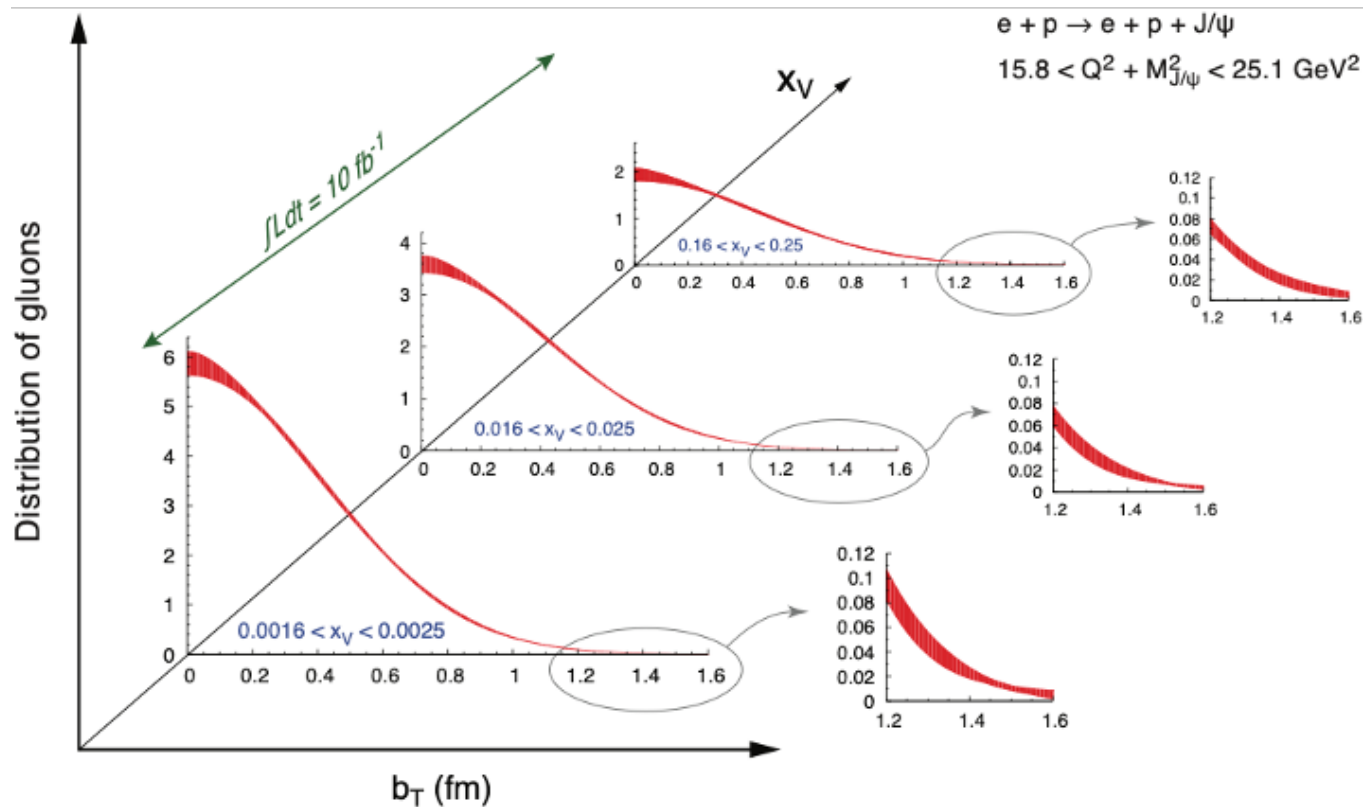 e + p → e + p + J/ψ
15.8 < Q² + M²_J/ψ < 25.1 GeV²
x_V
∫Ldt = 10 fb⁻¹
Distribution of gluons
b_T (fm)
2
1
0
0.16 < x_V < 0.25
0 0.2 0.4 0.6 0.8 1 1.2 1.4 1.6
0.12
0.1
0.08
0.06
0.04
0.02
0
1.2 1.4 1.6
4
3
2
1
0
0.016 < x_V < 0.025
0 0.2 0.4 0.6 0.8 1 1.2 1.4 1.6
0.12
0.1
0.08
0.06
0.04
0.02
0
1.2 1.4 1.6
6
5
4
3
2
1
0
0.0016 < x_V < 0.0025
0 0.2 0.4 0.6 0.8 1 1.2 1.4 1.6
0.12
0.1
0.08
0.06
0.04
0.02
0
1.2 1.4 1.6